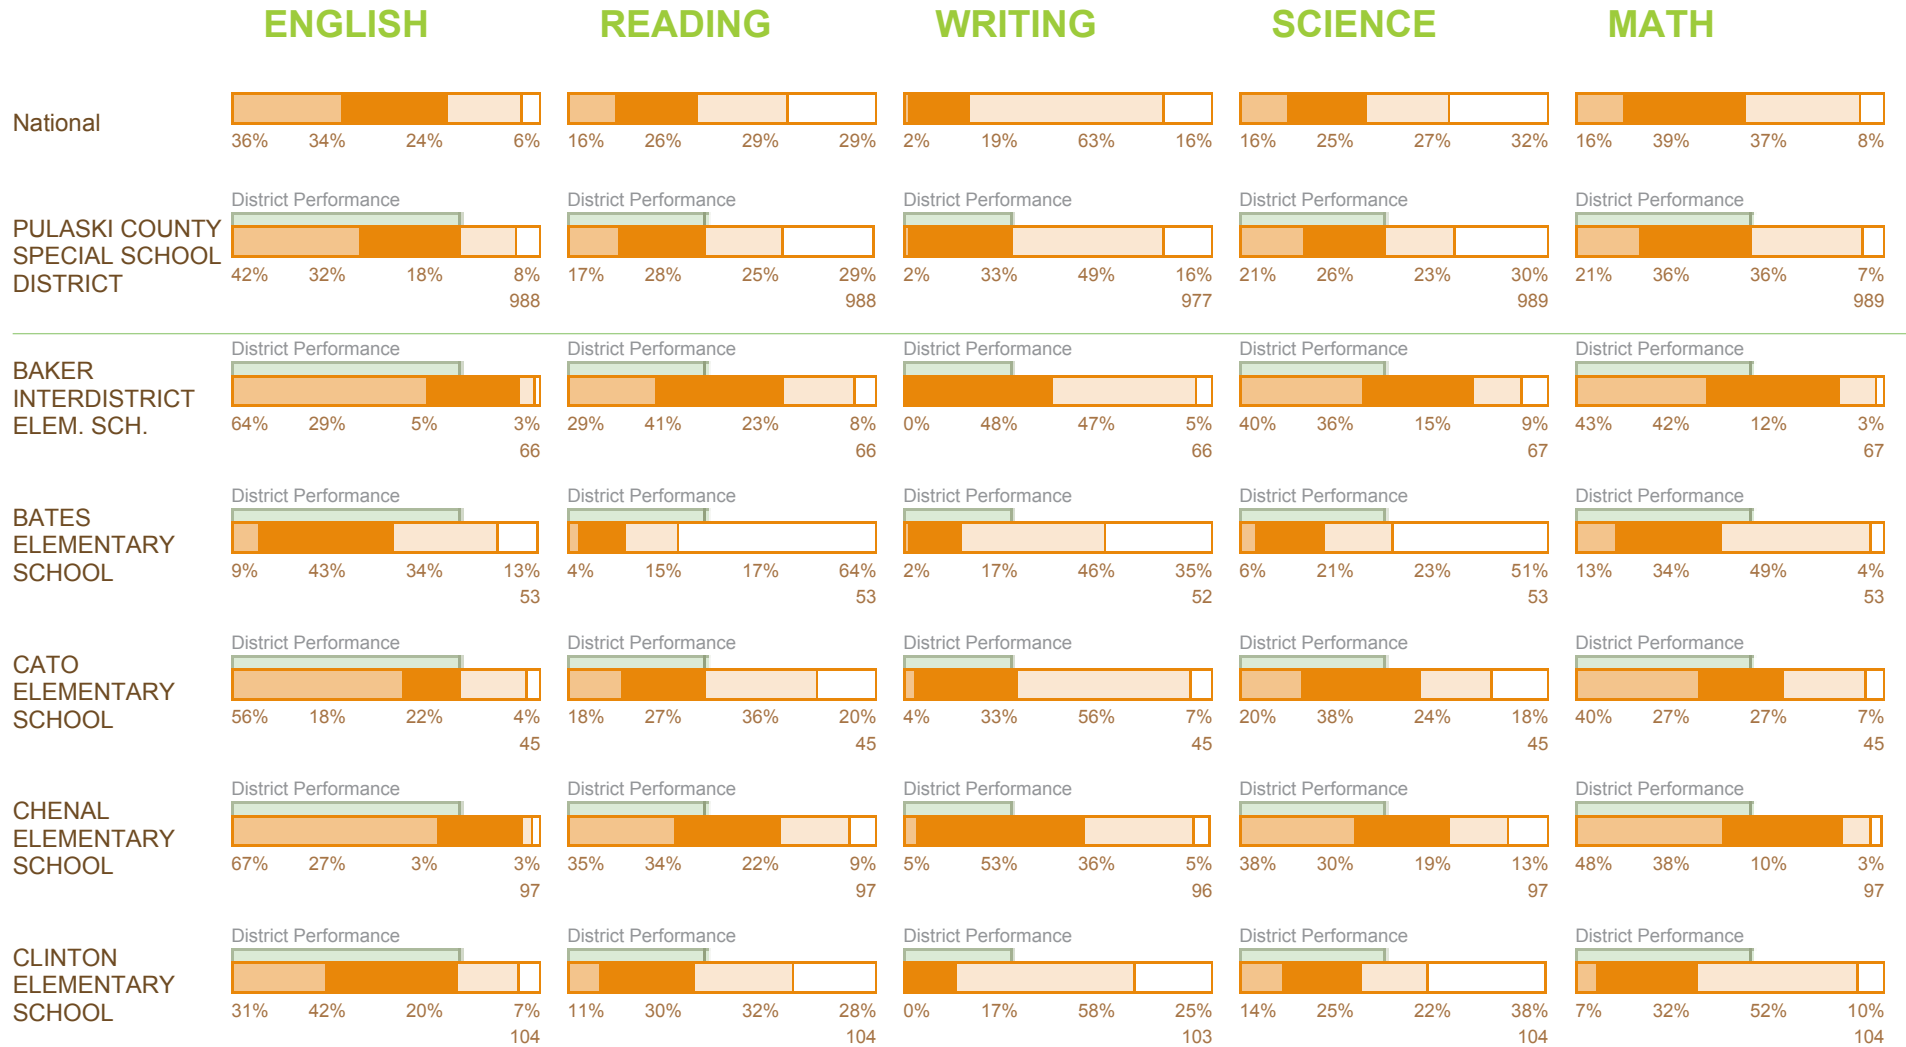 ENGLISH READING WRITING SCIENCE MATH
National
36% 34% 24% 6% 16% 26% 29% 29% 2% 19% 63% 16% 16% 25% 27% 32% 16% 39% 37% 8%
District Performance District Performance District Performance District Performance District Performance
PULASKI COUNTY
SPECIAL SCHOOL
DISTRICT
42% 32% 18% 8% 17% 28% 25% 29% 2% 33% 49% 16% 21% 26% 23% 30% 21% 36% 36% 7%
988 988 977 989 989
District Performance District Performance District Performance District Performance District Performance
BAKER
INTERDISTRICT
ELEM. SCH.
64% 29% 5% 3% 29% 41% 23% 8% 0% 48% 47% 5% 40% 36% 15% 9% 43% 42% 12% 3%
66 66 66 67 67
District Performance District Performance District Performance District Performance District Performance
BATES
ELEMENTARY
SCHOOL
9% 43% 34% 13% 4% 15% 17% 64% 2% 17% 46% 35% 6% 21% 23% 51% 13% 34% 49% 4%
53 53 52 53 53
District Performance District Performance District Performance District Performance District Performance
CATO
ELEMENTARY
SCHOOL
56% 18% 22% 4% 18% 27% 36% 20% 4% 33% 56% 7% 20% 38% 24% 18% 40% 27% 27% 7%
45 45 45 45 45
District Performance District Performance District Performance District Performance District Performance
CHENAL
ELEMENTARY
SCHOOL
67% 27% 3% 3% 35% 34% 22% 9% 5% 53% 36% 5% 38% 30% 19% 13% 48% 38% 10% 3%
97 97 96 97 97
District Performance District Performance District Performance District Performance District Performance
CLINTON
ELEMENTARY
SCHOOL
31% 42% 20% 7% 11% 30% 32% 28% 0% 17% 58% 25% 14% 25% 22% 38% 7% 32% 52% 10%
104 104 103 104 104